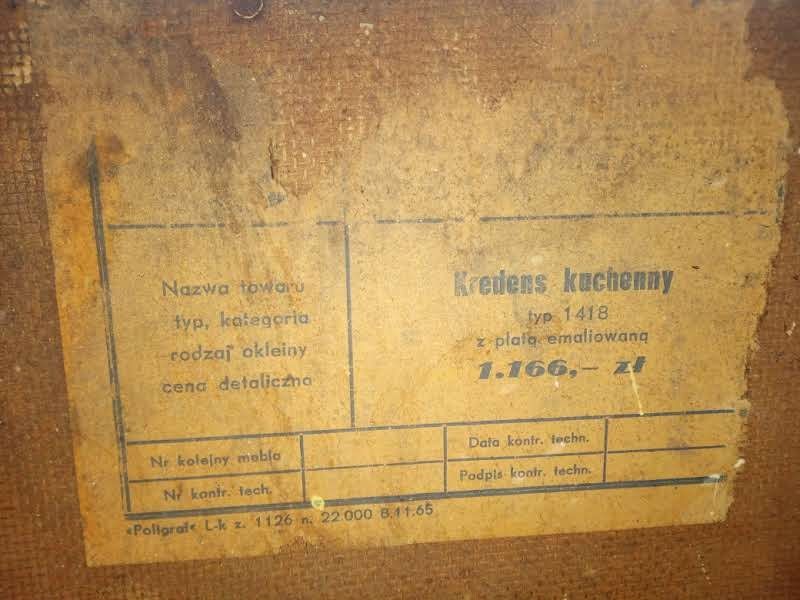 Nazwa towaru
typ, kategoria
rodzaj okleiny
cena detaliczna
Kredens kuchenny
typ 1418
z płatą emaliowaną
1.166,- zł
Nr kolejny mebla
Nr kontr. tech.
Data kontr. techn.
Podpis kontr. techn.
«Poligraf« L-k z. 1126 n. 22.000 8.11.65